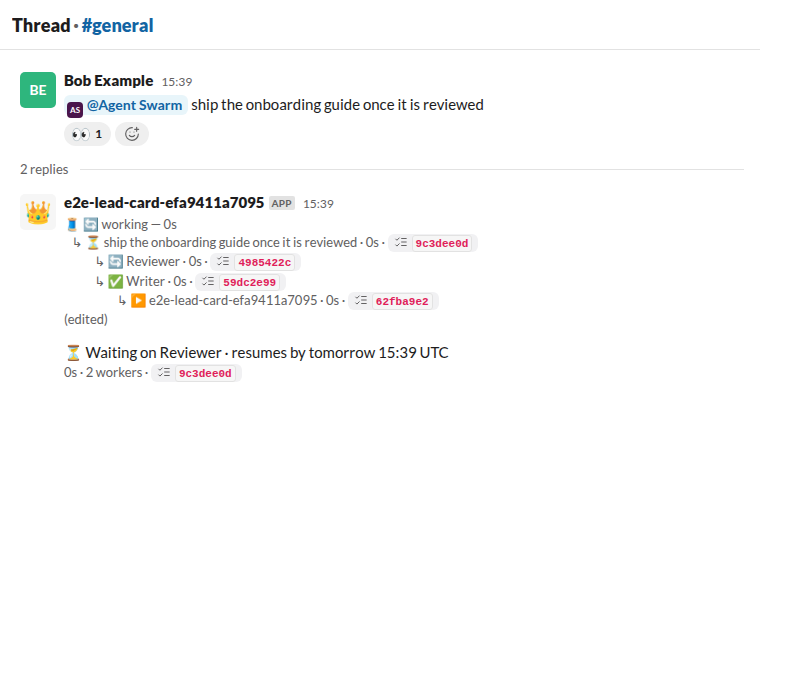 Thread · #general
BE
Bob Example 15:39
AS @Agent Swarm ship the onboarding guide once it is reviewed
1
2 replies
e2e-lead-card-efa9411a7095 APP 15:39
working — 0s
↳ ship the onboarding guide once it is reviewed · 0s · 9c3dee0d
↳ Reviewer · 0s · 4985422c
↳ Writer · 0s · 59dc2e99
↳ e2e-lead-card-efa9411a7095 · 0s · 62fba9e2
(edited)
Waiting on Reviewer · resumes by tomorrow 15:39 UTC
0s · 2 workers · 9c3dee0d